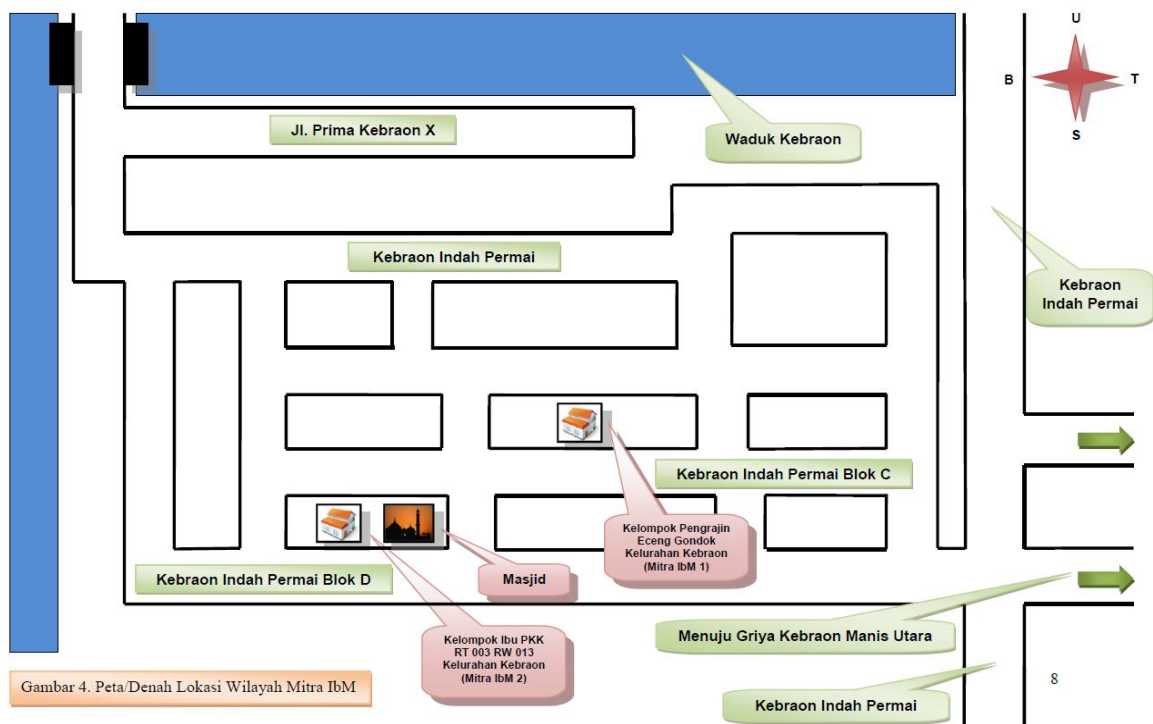 U
B
T
S
Jl. Prima Kebraon X
Waduk Kebraon
Kebraon Indah Permai
Kebraon
Indah Permai
Kebraon Indah Permai Blok C
Kelompok Pengrajin
Eceng Gondok
Kelurahan Kebraon
(Mitra IbM 1)
Kebraon Indah Permai Blok D
Masjid
Kelompok Ibu PKK
RT 003 RW 013
Kelurahan Kebraon
(Mitra IbM 2)
Menuju Griya Kebraon Manis Utara
Gambar 4. Peta/Denah Lokasi Wilayah Mitra IbM
8
Kebraon Indah Permai